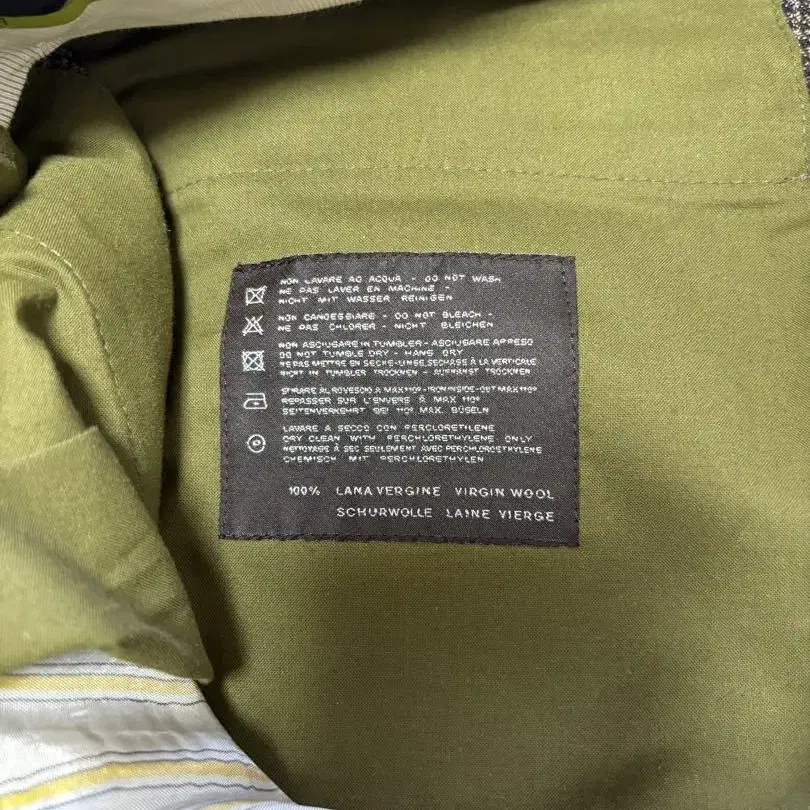 NON LAVARE AD ACQUA - DO NOT WASH
NE PAS LAVER EN MACHINE -
NICHT MIT WASSER REINIGEN
NON CANDEGGIARE - DO NOT BLEACH -
NE PAS CHLORER - NICHT BLEICHEN
NON ASCIUGARE IN TUMBLER - ASCIUGARE APPESO
DO NOT TUMBLE DRY - HANG DRY
NE PAS METTRE EN SECHE-LINGE, SECHAGE À LA VERTICALE
NICHT IN TUMBLER TROCKNEN - TROCKNEN
STIRARE AL ROVESCIO A MAX 110° - IRON INSIDE-OUT MAX 110°
REPASSER SUR L'ENVERS À MAX 110°
SEITENVERKEHRT BEI 110° MAX. BÜGELN
LAVARE A SECCO CON PERCLORETILENE
DRY CLEAN WITH PERCHLORETHYLENE ONLY
NETTOYAGE À SEC SEULEMENT AVEC PERCHLOROETHYLENE
CHEMISCH MIT PERCHLORETHYLEN
100% LANA VERGINE VIRGIN WOOL
SCHURWOLLE LAINE VIERGE